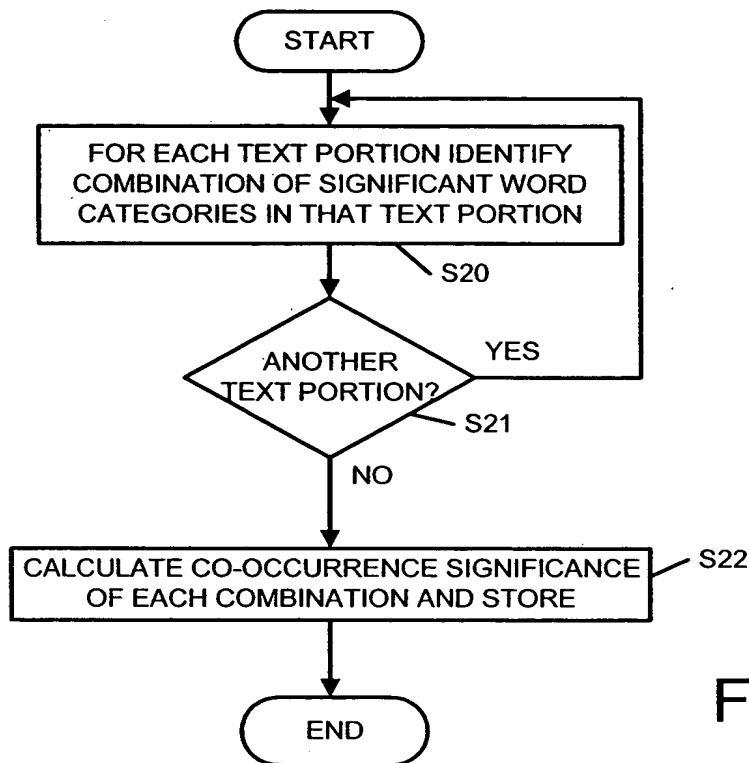 START
FOR EACH TEXT PORTION IDENTIFY
COMBINATION OF SIGNIFICANT WORD
CATEGORIES IN THAT TEXT PORTION
S20
ANOTHER
TEXT PORTION?
YES
S21
NO
CALCULATE CO-OCCURRENCE SIGNIFICANCE
OF EACH COMBINATION AND STORE
S22
END
F